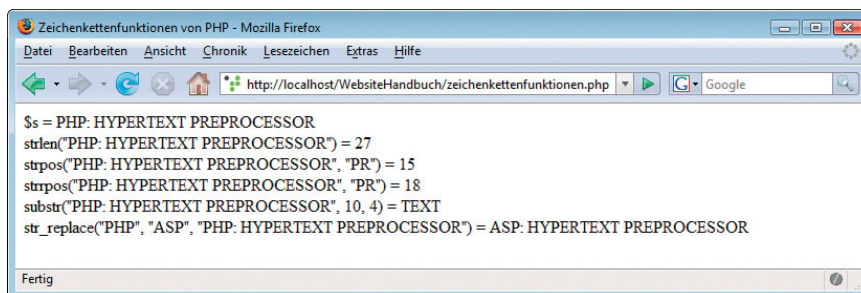 Zeichenkettenfunktionen von PHP - Mozilla Firefox
Datei Bearbeiten Ansicht Chronik Lesezeichen Extras Hilfe
http://localhost/WebsiteHandbuch/zeichenkettenfunktionen.php G Google
$s = PHP: HYPERTEXT PREPROCESSOR
strlen("PHP: HYPERTEXT PREPROCESSOR") = 27
strpos("PHP: HYPERTEXT PREPROCESSOR", "PR") = 15
strrpos("PHP: HYPERTEXT PREPROCESSOR", "PR") = 18
substr("PHP: HYPERTEXT PREPROCESSOR", 10, 4) = TEXT
str_replace("PHP", "ASP", "PHP: HYPERTEXT PREPROCESSOR") = ASP: HYPERTEXT PREPROCESSOR
Fertig